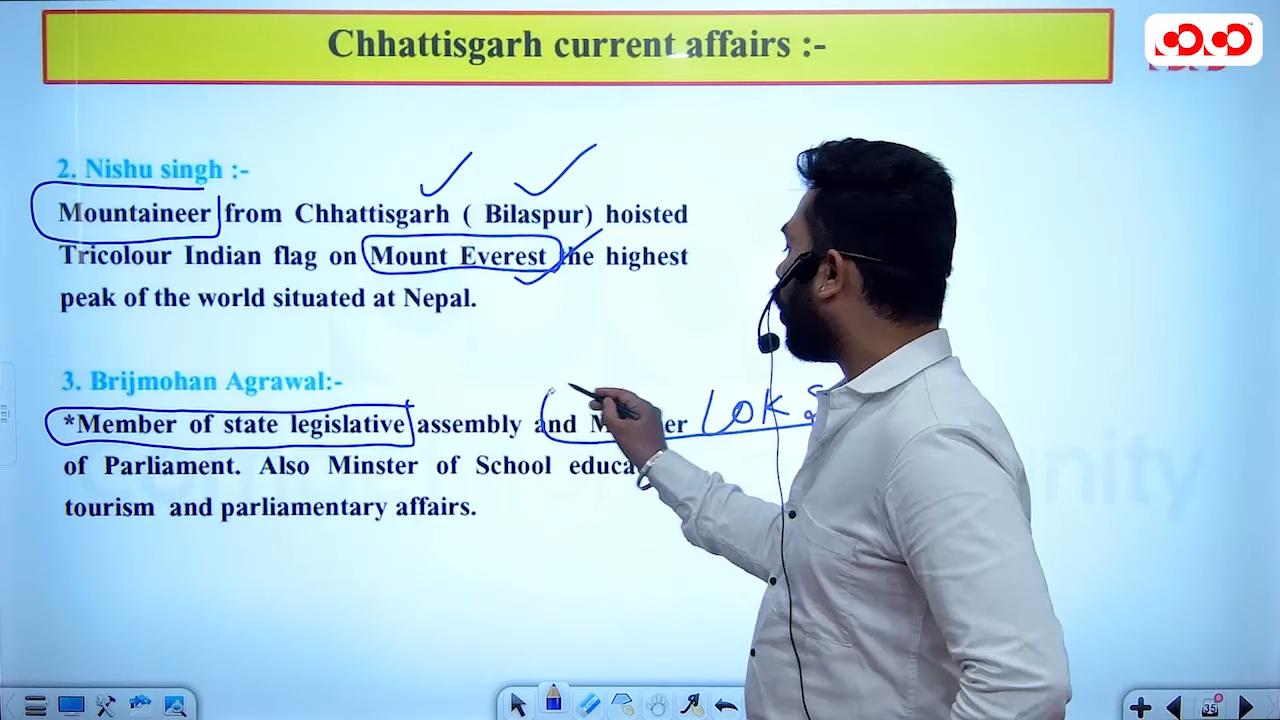 Chhattisgarh current affairs :-
2. Nishu singh :-
Mountaineer from Chhattisgarh ( Bilaspur) hoisted
Tricolour Indian flag on Mount Everest the highest
peak of the world situated at Nepal.
3. Brijmohan Agrawal:-
*Member of state legislative assembly and
LOK
of Parliament. Also Minster of School
tourism and parliamentary affairs.
35